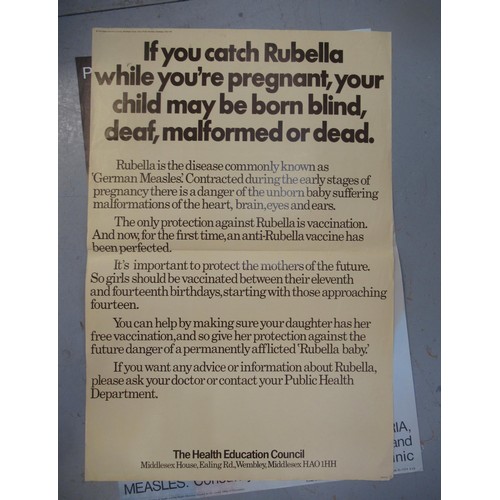 If you catch Rubella
while you're pregnant, your
child may be born blind,
deaf, malformed or dead.
Rubella is the disease commonly known as
'German Measles'. Contracted during the early stages of
pregnancy there is a danger of the unborn baby suffering
malformations of the heart, brain, eyes and ears.
The only protection against Rubella is vaccination.
And now, for the first time, an anti-Rubella vaccine has
been perfected.
It's important to protect the mothers of the future.
So girls should be vaccinated between their eleventh
and fourteenth birthdays, starting with those approaching
fourteen.
You can help by making sure your daughter has her
free vaccination, and so give her protection against the
future danger of a permanently afflicted 'Rubella baby.'
If you want any advice or information about Rubella,
please ask your doctor or contact your Public Health
Department.
The Health Education Council
Middlesex House, Ealing Rd., Wembley, Middlesex HA0 1HH
and
MEASLES.